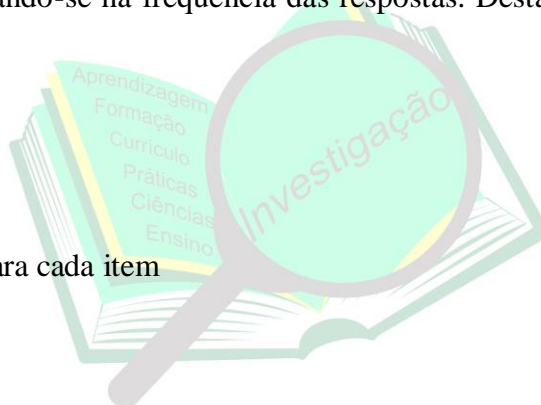 ando-se na frequência das respostas. Desta
Aprendizagem
Formação
Currículo
Práticas
Ciências
Ensino
Investigação
ara cada item